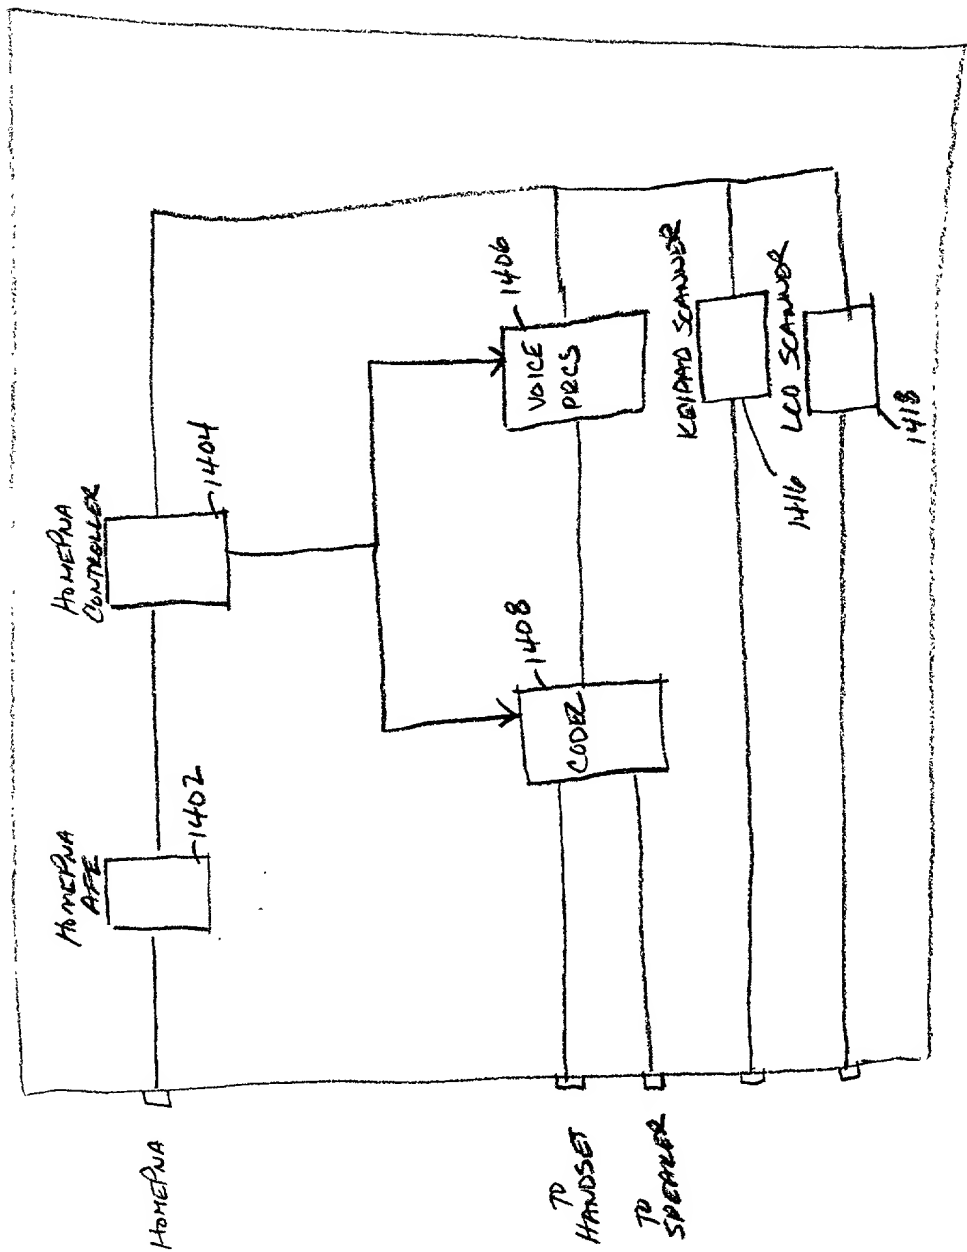 HOMEPNA
HOMEPNA
AFE
1402
HOMEPNA
CONTROLLER
1404
TO
HANDSET
TO
SPEAKER
CODEC
1408
VOICE
PRCS
1406
KEYPAD SCANNER
1416
LCD SCANNER
1418